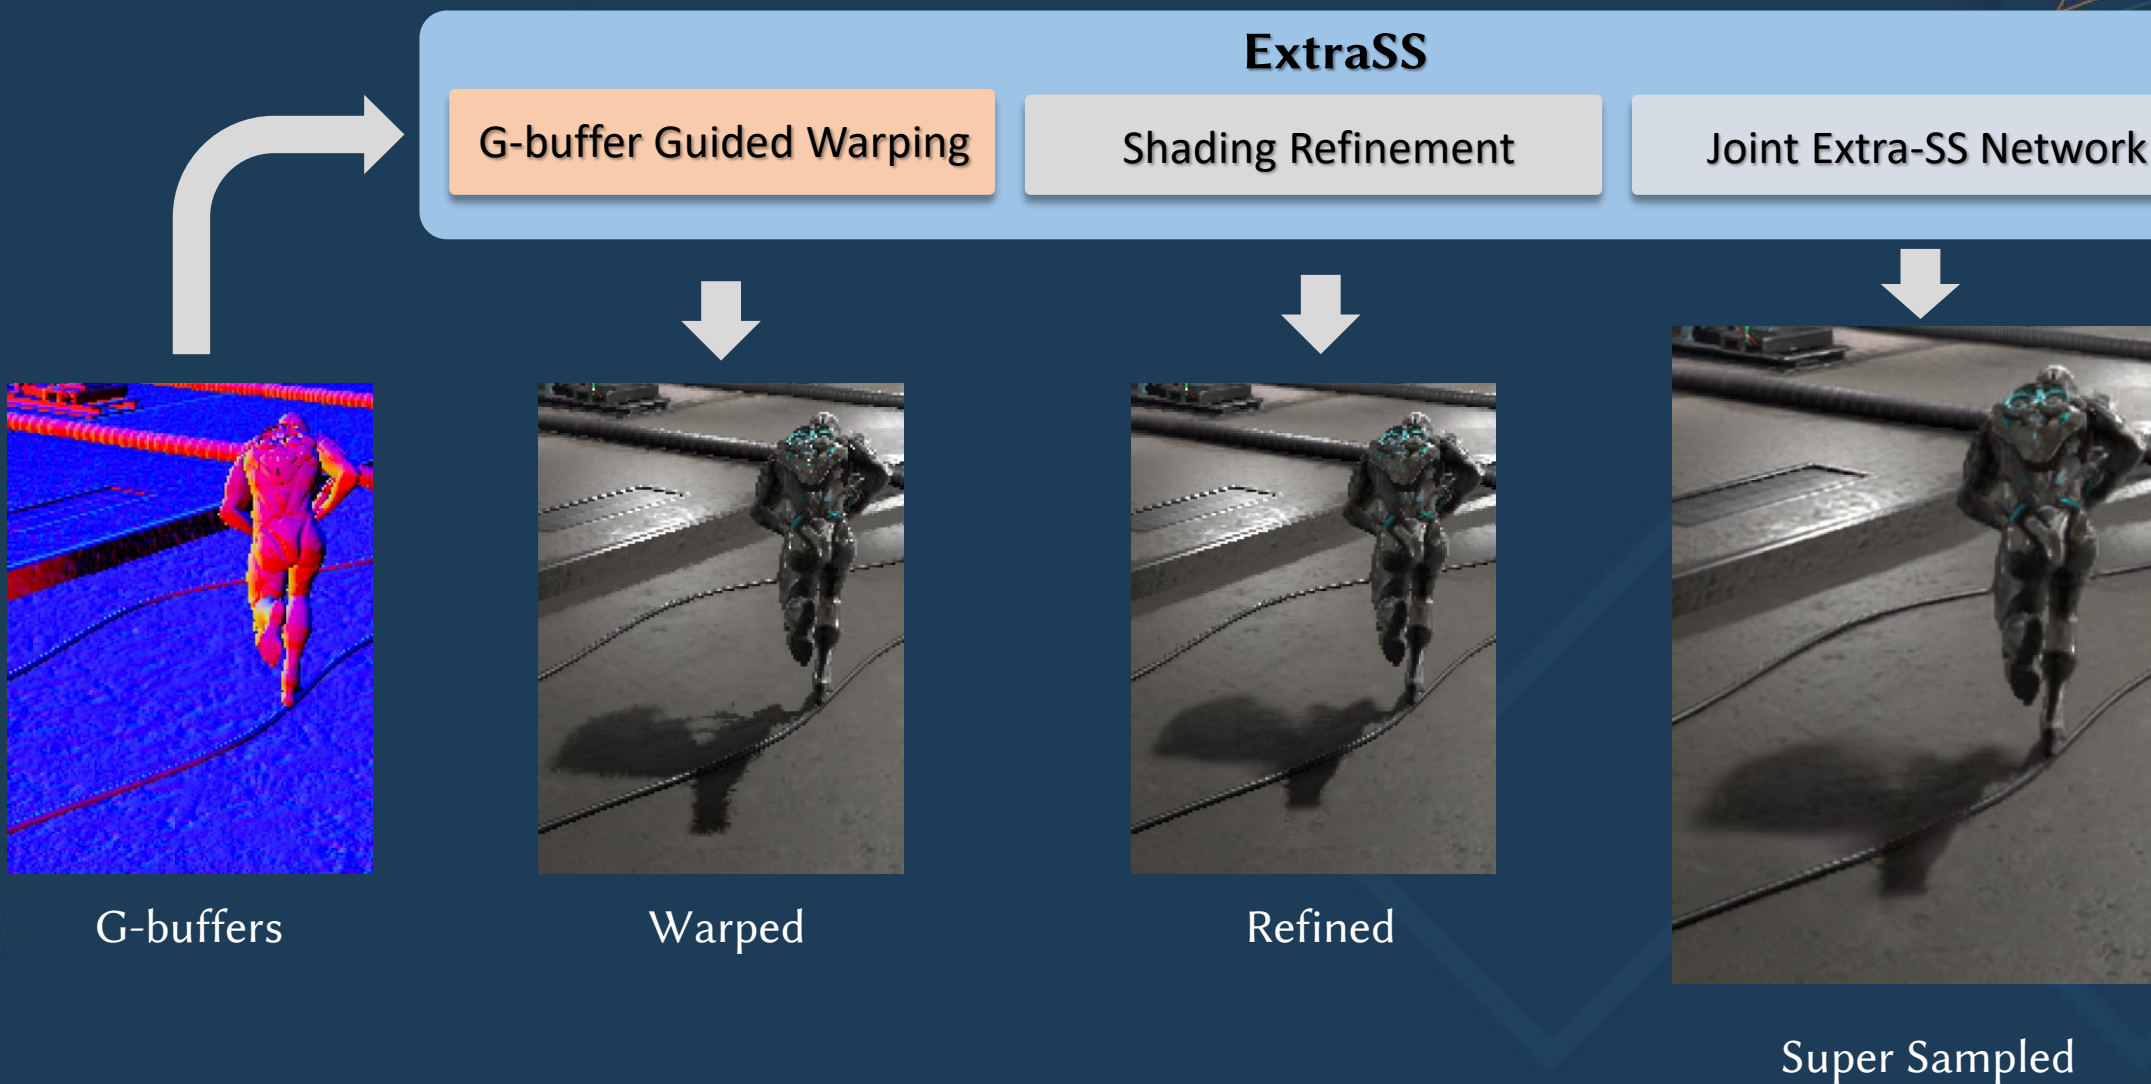 ExtraSS
G-buffer Guided Warping
Shading Refinement
Joint Extra-SS Network
G-buffers
Warped
Refined
Super Sampled